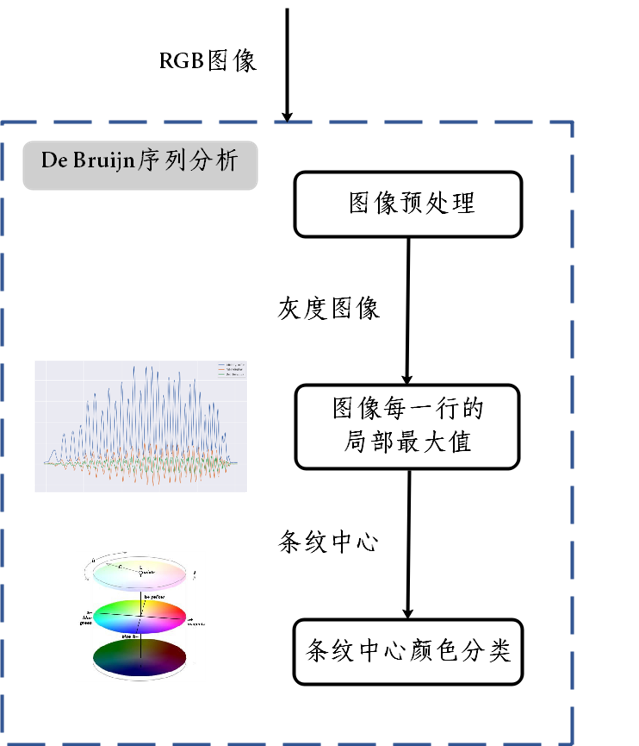 RGB图像
De Bruijn序列分析
图像预处理
灰度图像
图像每一行的
局部最大值
条纹中心
条纹中心颜色分类